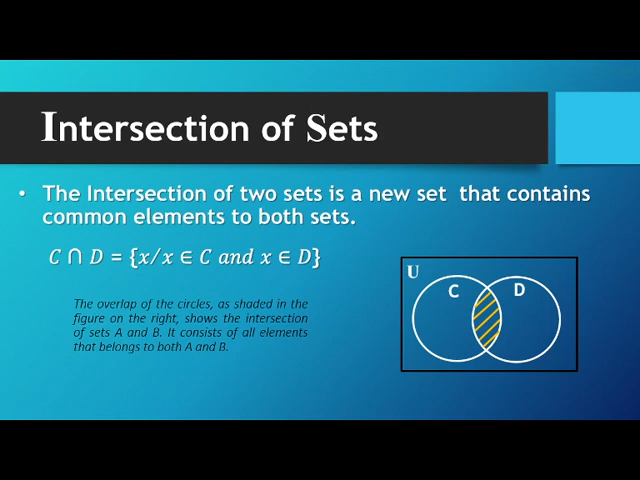 Intersection of Sets
• The Intersection of two sets is a new set that contains
common elements to both sets.
C ∩ D = {x/x ∈ C and x ∈ D}
The overlap of the circles, as shaded in the
figure on the right, shows the intersection
of sets A and B. It consists of all elements
that belongs to both A and B.
U
C
D